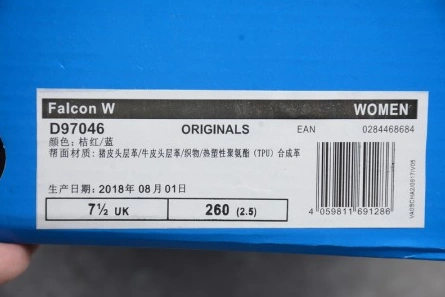 Falcon W WOMEN
D97046 ORIGINALS EAN 0284468684
颜色: 桔红/蓝
帮面材质: 猪皮头层革/牛皮头层革/织物/热塑性聚氨酯 (TPU) 合成革
生产日期: 2018年 08月 01日
7½ UK 260 (2.5)
4 059811 691286